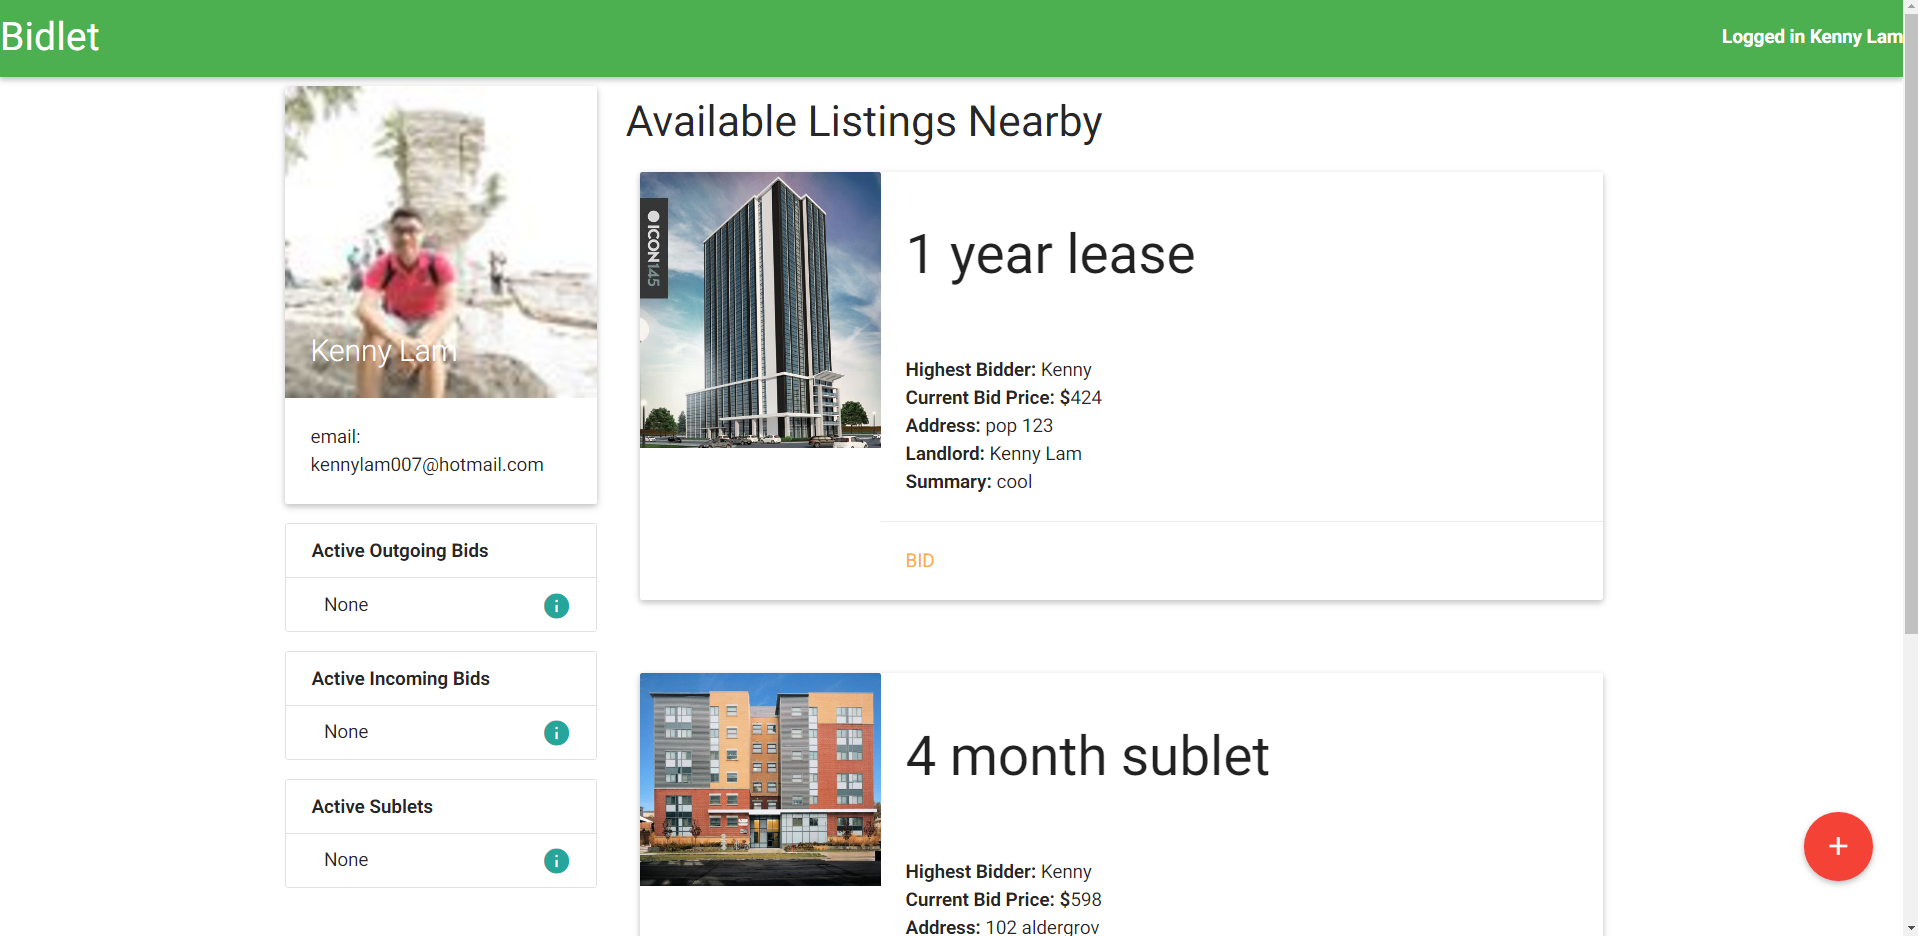 Bidlet
Logged in Kenny Lam
Kenny Lam
email:
kennylam007@hotmail.com
Active Outgoing Bids
None
Active Incoming Bids
None
Active Sublets
None
Available Listings Nearby
ICON145
1 year lease
Highest Bidder: Kenny
Current Bid Price: $424
Address: pop 123
Landlord: Kenny Lam
Summary: cool
BID
4 month sublet
Highest Bidder: Kenny
Current Bid Price: $598
Address: 102 aldergrov
+